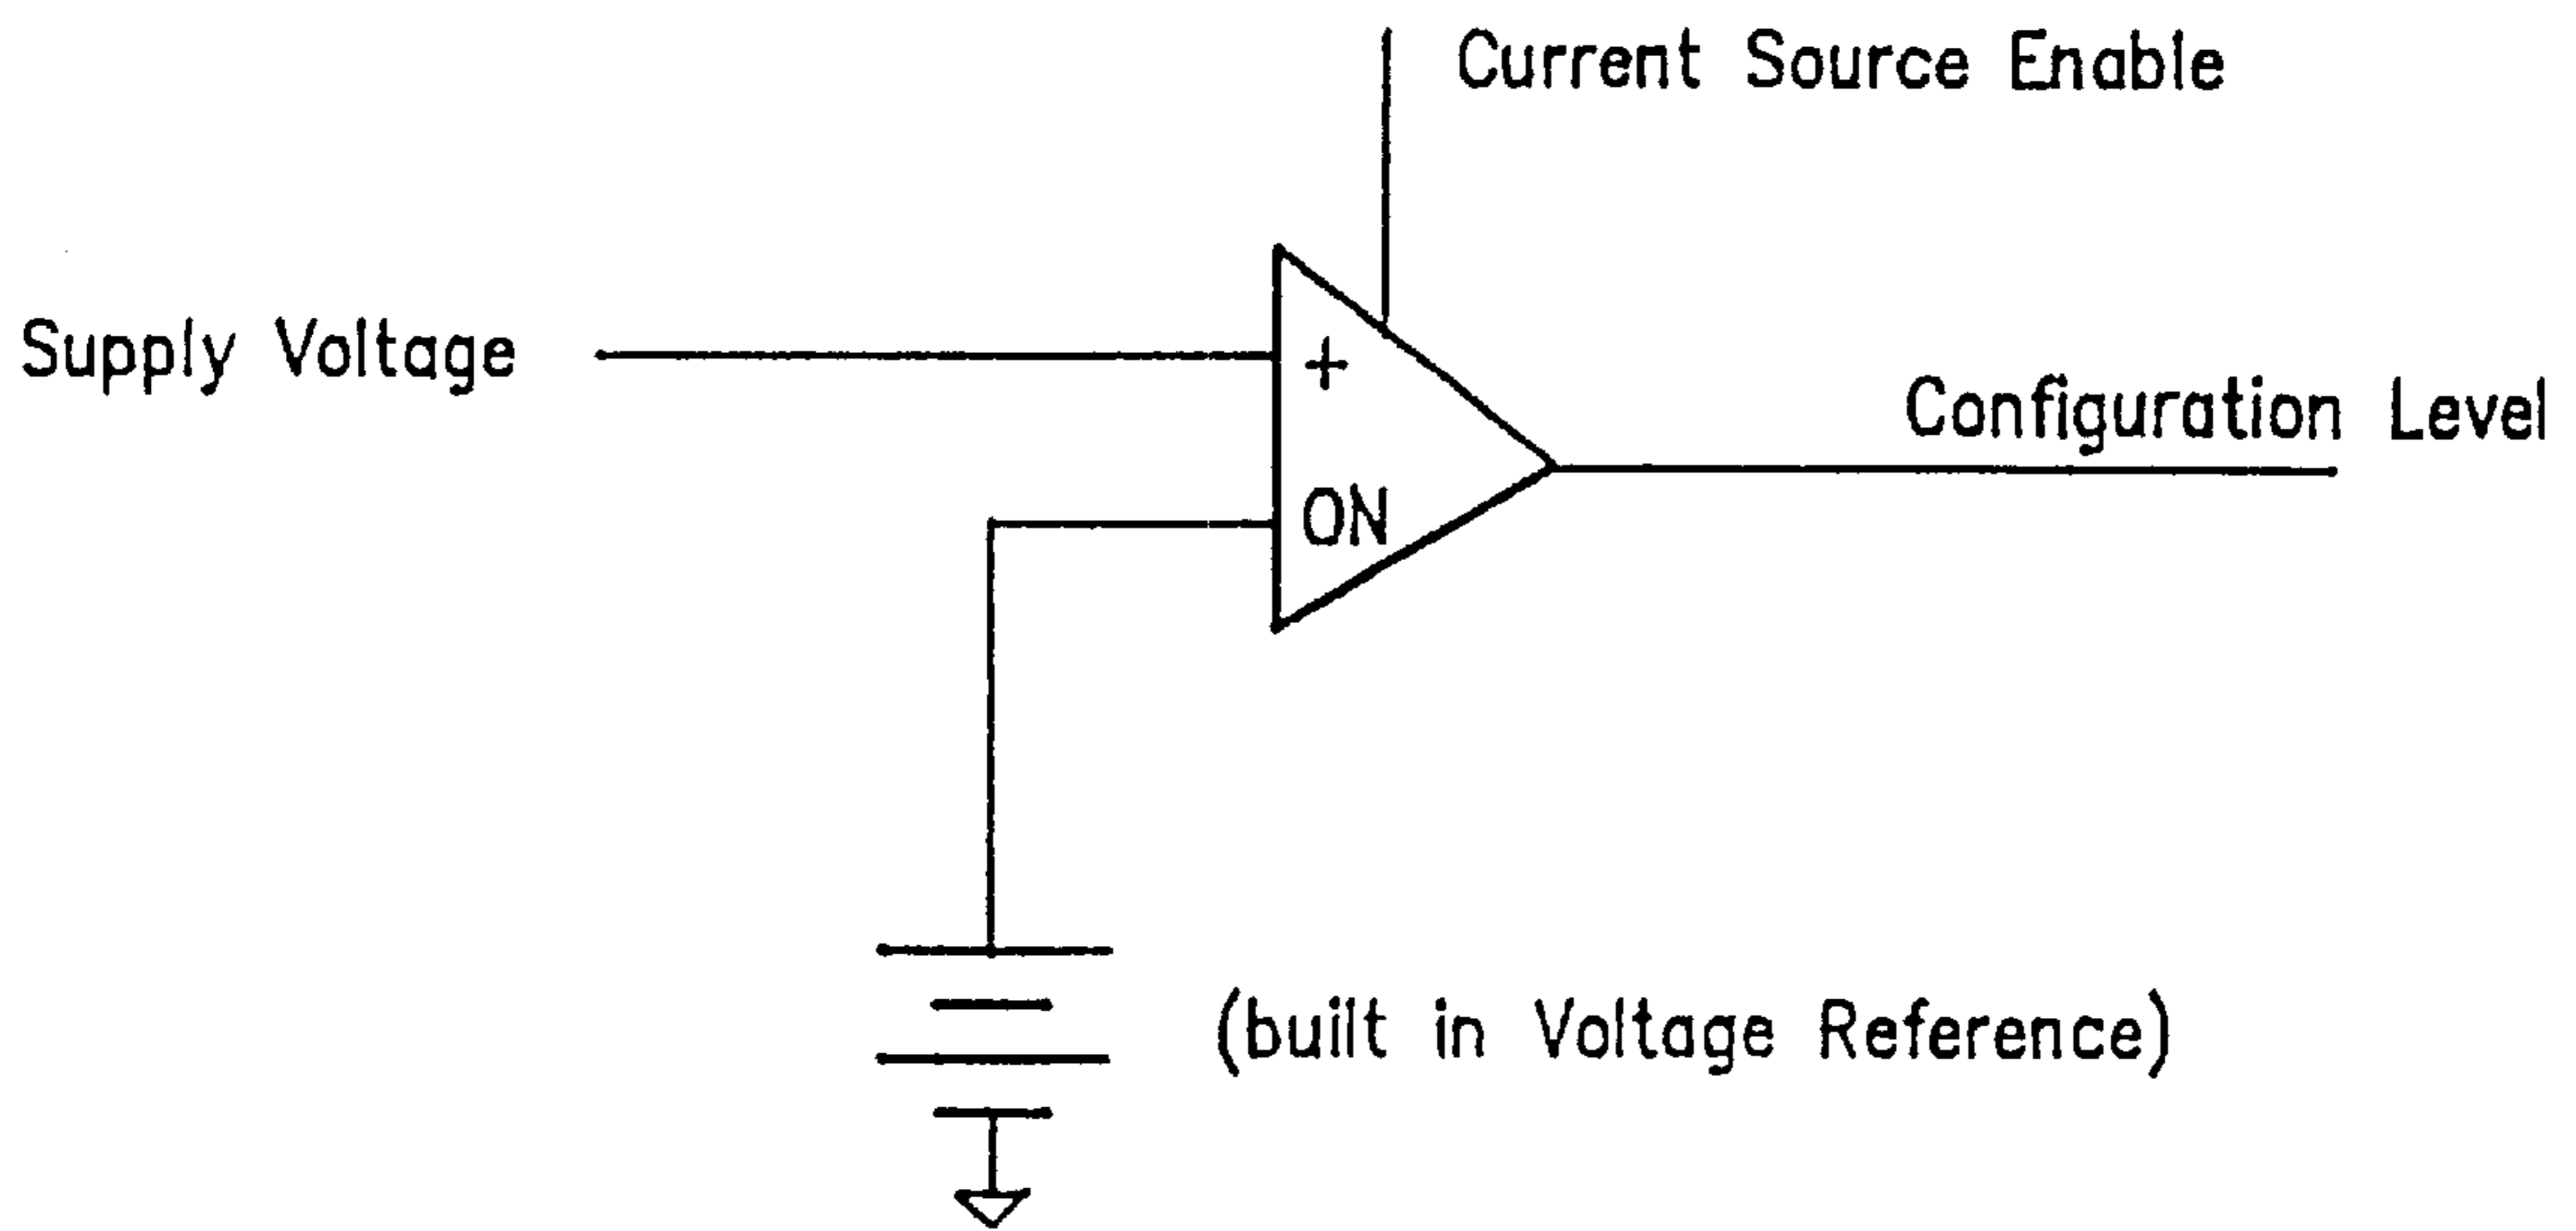 Current Source Enable
Supply Voltage
+
Configuration Level
ON
(built in Voltage Reference)